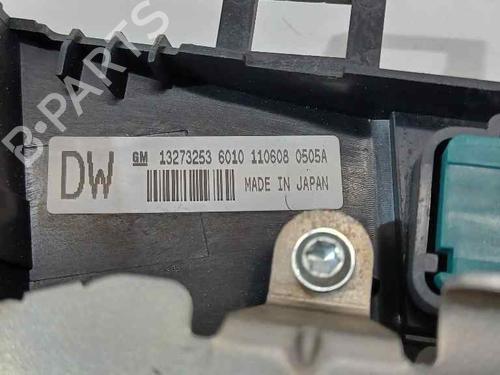 B-PARTS
DW GM 13273253 6010 110608 0505A
MADE IN JAPAN